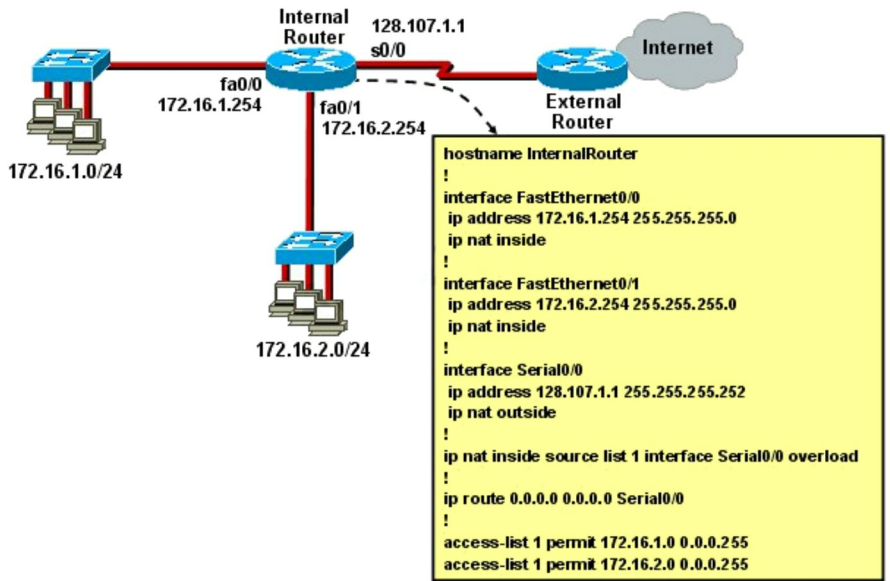 Internal
Router
128.107.1.1
s0/0
Internet
fa0/0
172.16.1.254
fa0/1
172.16.2.254
External
Router
172.16.1.0/24
172.16.2.0/24
hostname InternalRouter
!
interface FastEthernet0/0
ip address 172.16.1.254 255.255.255.0
ip nat inside
!
interface FastEthernet0/1
ip address 172.16.2.254 255.255.255.0
ip nat inside
!
interface Serial0/0
ip address 128.107.1.1 255.255.255.252
ip nat outside
!
ip nat inside source list 1 interface Serial0/0 overload
!
ip route 0.0.0.0 0.0.0.0 Serial0/0
!
access-list 1 permit 172.16.1.0 0.0.0.255
access-list 1 permit 172.16.2.0 0.0.0.255